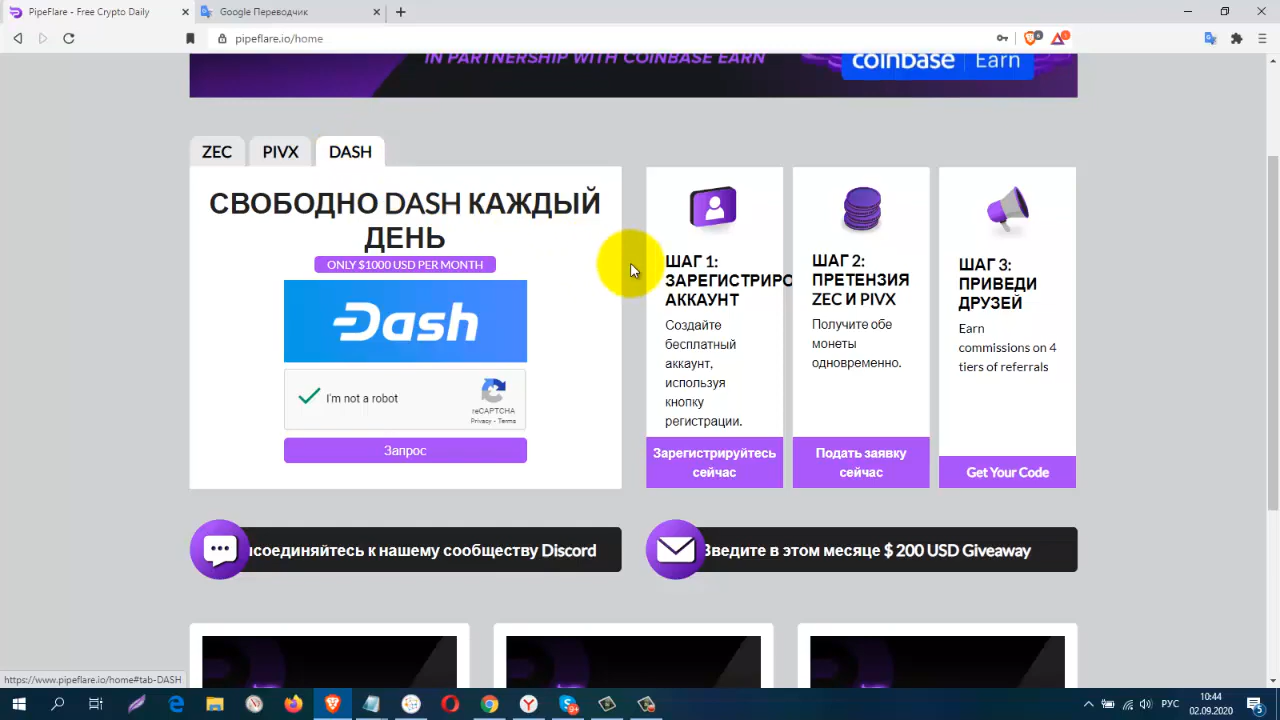 PipeFlare - Free Crypto Daily
Google Переводчик
pipeflare.io/home
IN PARTNERSHIP WITH COINBASE EARN
coinbase | Earn
ZEC
PIVX
DASH
СВОБОДНО DASH КАЖДЫЙ
ДЕНЬ
ONLY $1000 USD PER MONTH
Dash
I'm not a robot
reCAPTCHA
Privacy - Terms
Запрос
ШАГ 1:
ЗАРЕГИСТРИРО
АККАУНТ
Создайте
бесплатный
аккаунт,
используя
кнопку
регистрации.
Зарегистрируйтесь
сейчас
ШАГ 2:
ПРЕТЕНЗИЯ
ZEC И PIVX
Получите обе
монеты
одновременно.
Подать заявку
сейчас
ШАГ 3:
ПРИВЕДИ
ДРУЗЕЙ
Earn
commissions on 4
tiers of referrals
Get Your Code
соединяйтесь к нашему сообществу Discord
Введите в этом месяце $ 200 USD Giveaway
https://www.pipeflare.io/home#tab-DASH
РУС
10:44
02.09.2020